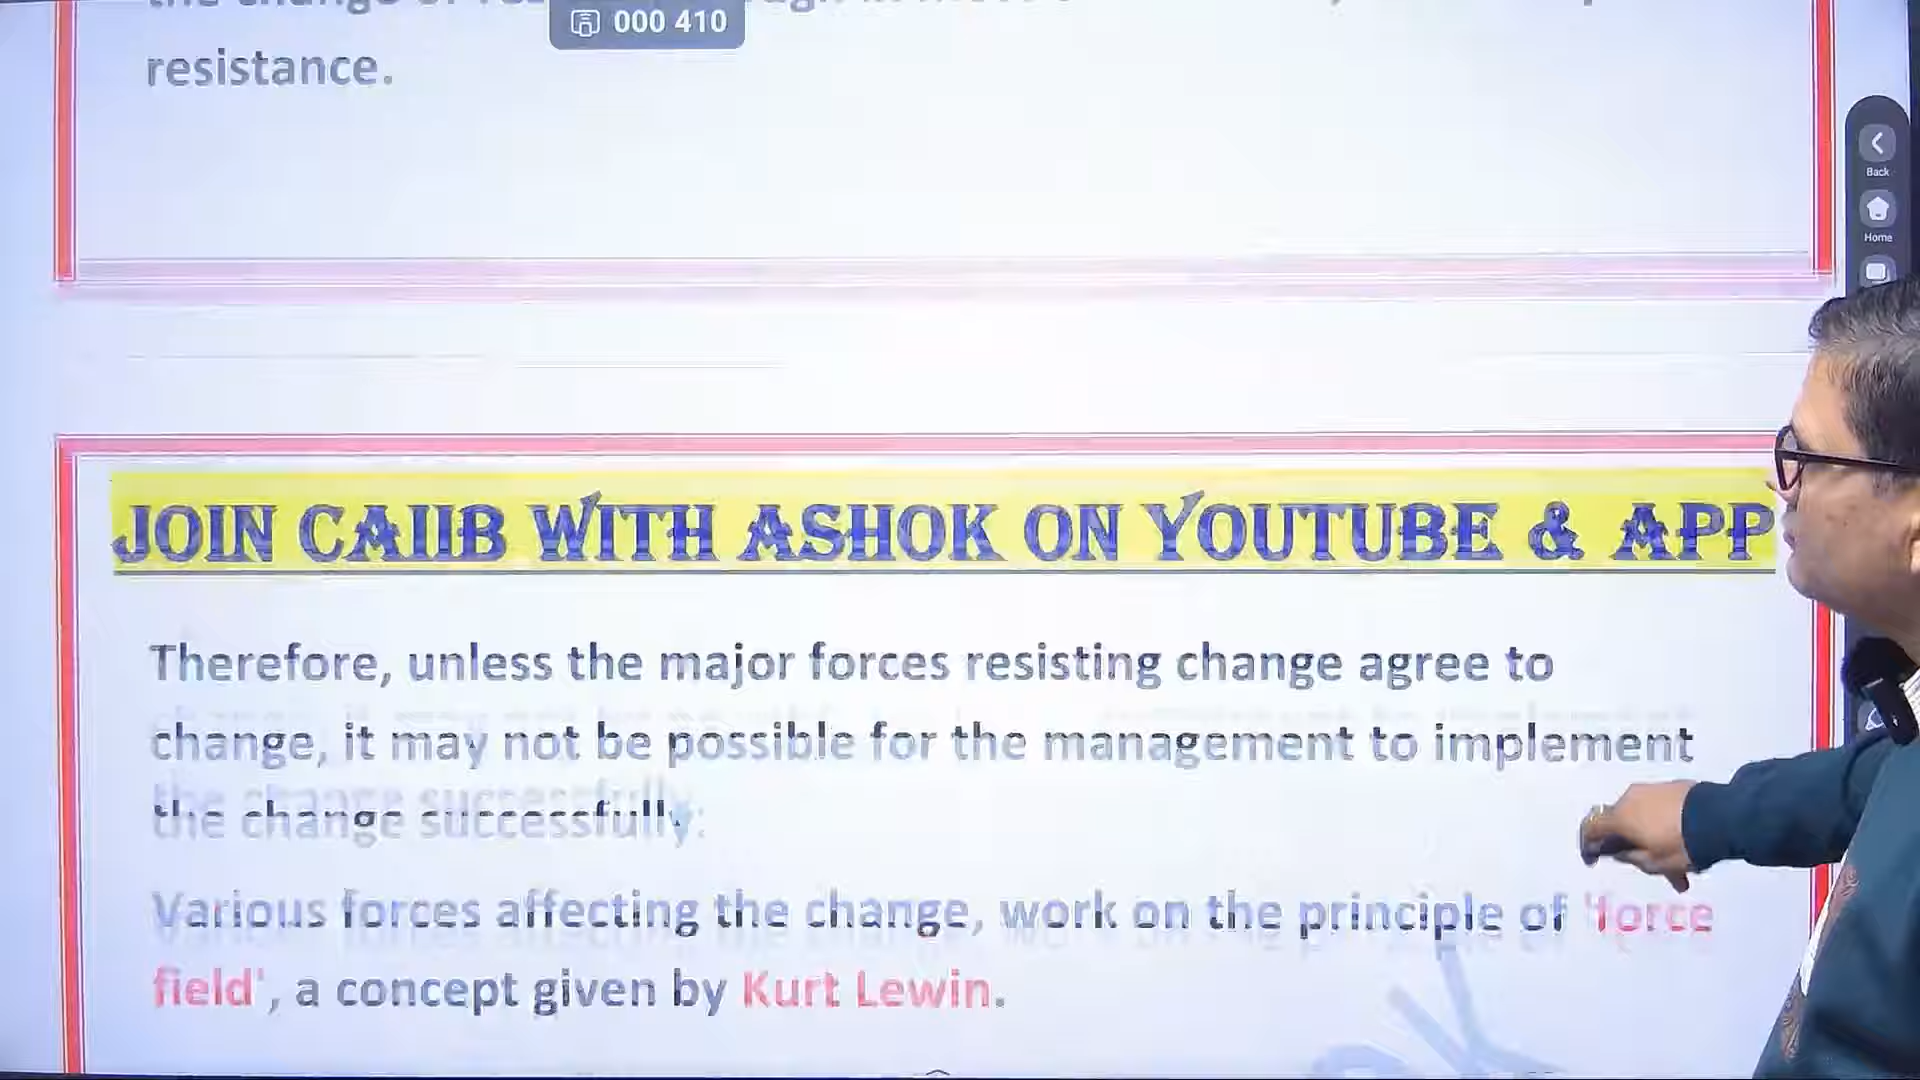 000 410
resistance.
Back
Home
JOIN CAIIB WITH ASHOK ON YOUTUBE & APP
Therefore, unless the major forces resisting change agree to
change, it may not be possible for the management to implement
the change successfully.
Various forces affecting the change, work on the principle of 'force
field', a concept given by Kurt Lewin.